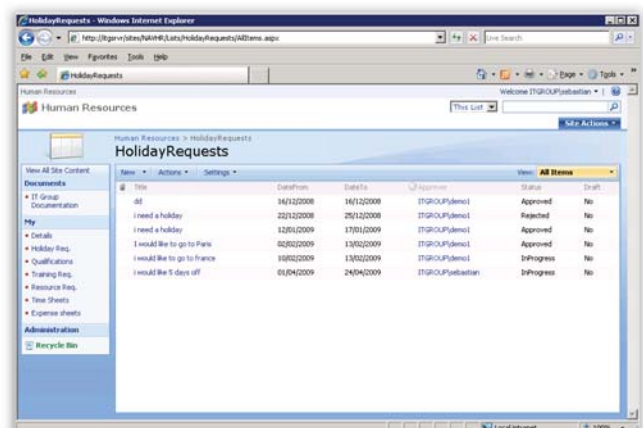 HolidayRequests - Windows Internet Explorer
http://itgsrvr/sites/NAVHR/Lists/HolidayRequests/AllItems.aspx
Live Search
File Edit View Favorites Tools Help
HolidayRequests
Page Tools
Human Resources
Welcome ITGROUP\sebastian
Human Resources
This List
Site Actions
Human Resources > HolidayRequests
HolidayRequests
View All Site Content
New Actions Settings
View: All Items
Documents
IT Group Documentation
My
Details
Holiday Req.
Qualifications
Training Req.
Resource Req.
Time Sheets
Expense sheets
Administration
Recycle Bin
Title DateFrom DateTo Approver Status Draft
dd 16/12/2008 16/12/2008 ITGROUP\demo1 Approved No
i need a holiday 22/12/2008 25/12/2008 ITGROUP\demo1 Rejected No
i need a holiday 12/01/2009 17/01/2009 ITGROUP\demo1 Approved No
I would like to go to Paris 02/02/2009 13/02/2009 ITGROUP\demo1 Approved No
i would like to go to france 10/02/2009 13/02/2009 ITGROUP\demo1 InProgress No
i would like 5 days off 01/04/2009 24/04/2009 ITGROUP\sebastian InProgress No
Local intranet
100%